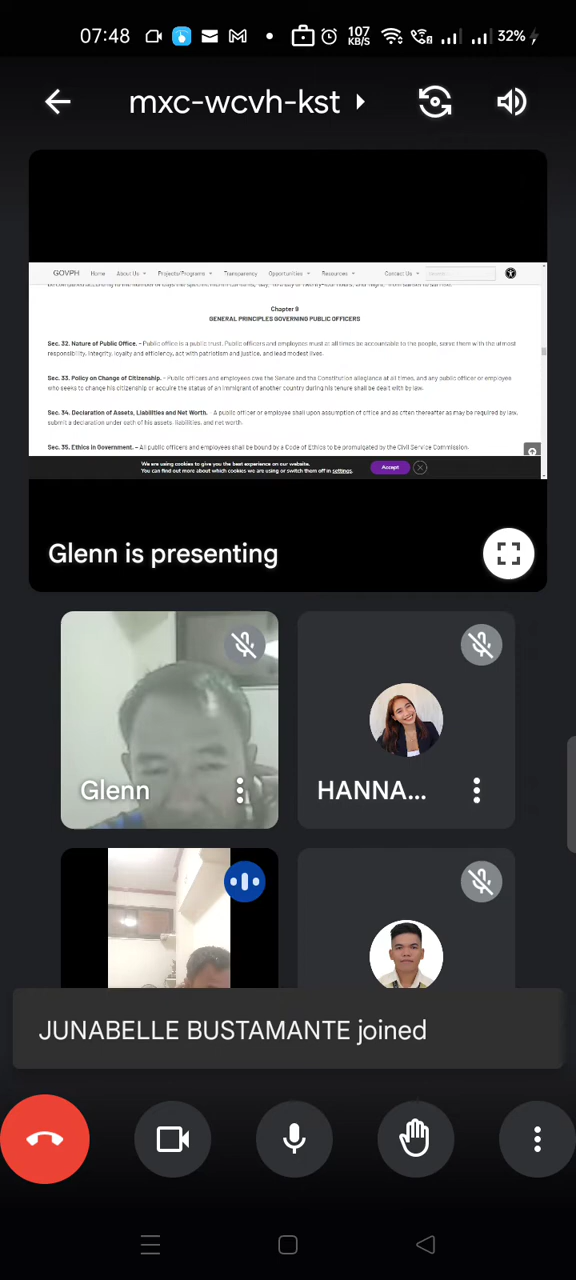 07:48 107 KB/S 32%
mxc-wcvh-kst
GOVPH Home About Us Projects/Programs Transparency Opportunities Resources Contact Us
Chapter 9
GENERAL PRINCIPLES GOVERNING PUBLIC OFFICERS
Sec. 32. Nature of Public Office. – Public office is a public trust. Public officers and employees must at all times be accountable to the people, serve them with the utmost
responsibility, integrity, loyalty and efficiency, act with patriotism and justice, and lead modest lives.
Sec. 33. Policy on Change of Citizenship. – Public officers and employees owe the Senate and the Constitution allegiance at all times, and any public officer or employee
who seeks to change his citizenship or acquire the status of an immigrant of another country during his tenure shall be dealt with by law.
Sec. 34. Declaration of Assets, Liabilities and Net Worth. – A public officer or employee shall upon assumption of office and as often thereafter as may be required by law,
submit a declaration under oath of his assets, liabilities, and net worth.
Sec. 35. Ethics in Government. – All public officers and employees shall be bound by a Code of Ethics to be promulgated by the Civil Service Commission.
We are using cookies to give you the best experience on our website.
You can find out more about which cookies we are using or switch them off in settings.
Accept
Glenn is presenting
Glenn
HANNA...
JUNABELLE BUSTAMANTE joined